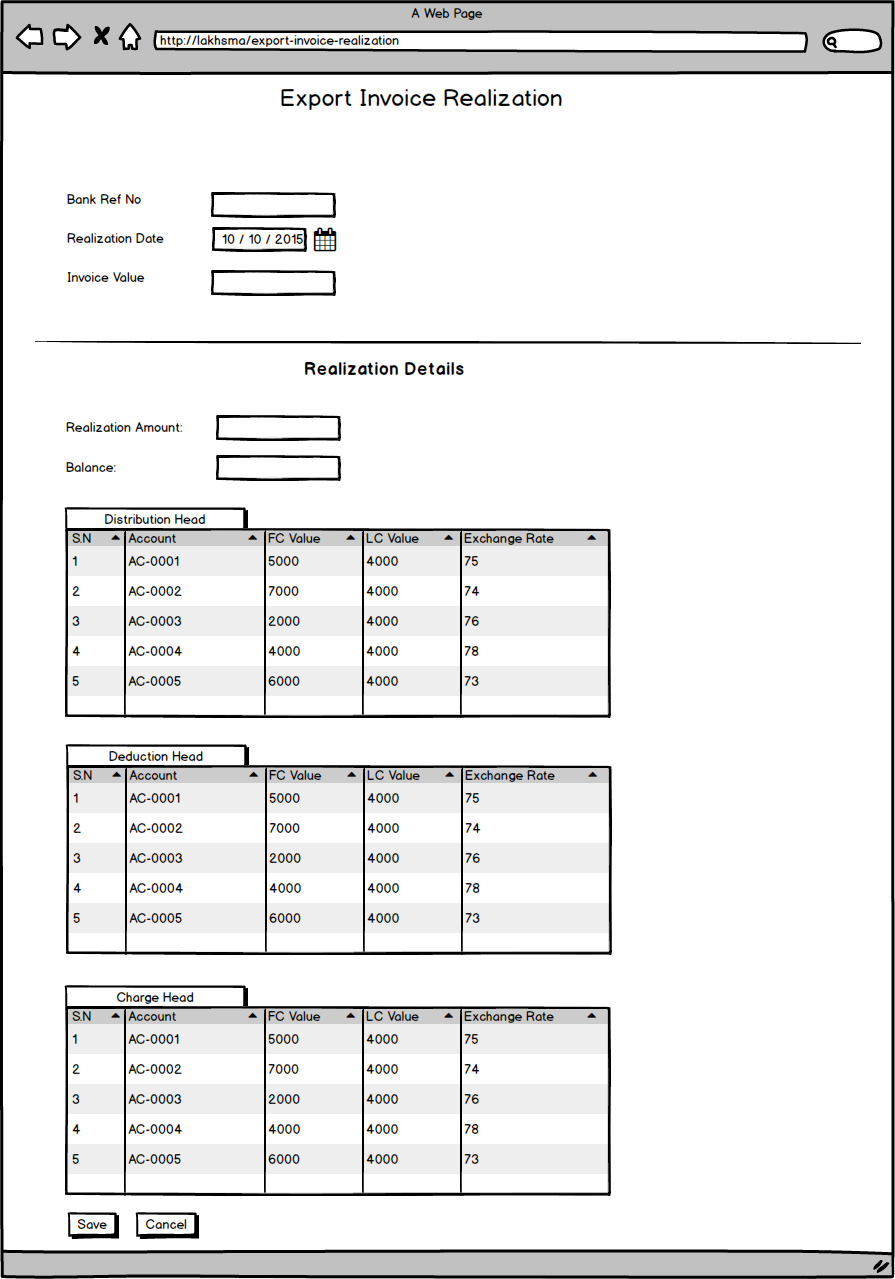 A Web Page
http://lakhsma/export-invoice-realization
Export Invoice Realization
Bank Ref No
Realization Date 10 / 10 / 2015
Invoice Value
Realization Details
Realization Amount:
Balance:
Distribution Head
S.N Account FC Value LC Value Exchange Rate
1 AC-0001 5000 4000 75
2 AC-0002 7000 4000 74
3 AC-0003 2000 4000 76
4 AC-0004 4000 4000 78
5 AC-0005 6000 4000 73
Deduction Head
S.N Account FC Value LC Value Exchange Rate
1 AC-0001 5000 4000 75
2 AC-0002 7000 4000 74
3 AC-0003 2000 4000 76
4 AC-0004 4000 4000 78
5 AC-0005 6000 4000 73
Charge Head
S.N Account FC Value LC Value Exchange Rate
1 AC-0001 5000 4000 75
2 AC-0002 7000 4000 74
3 AC-0003 2000 4000 76
4 AC-0004 4000 4000 78
5 AC-0005 6000 4000 73
Save Cancel